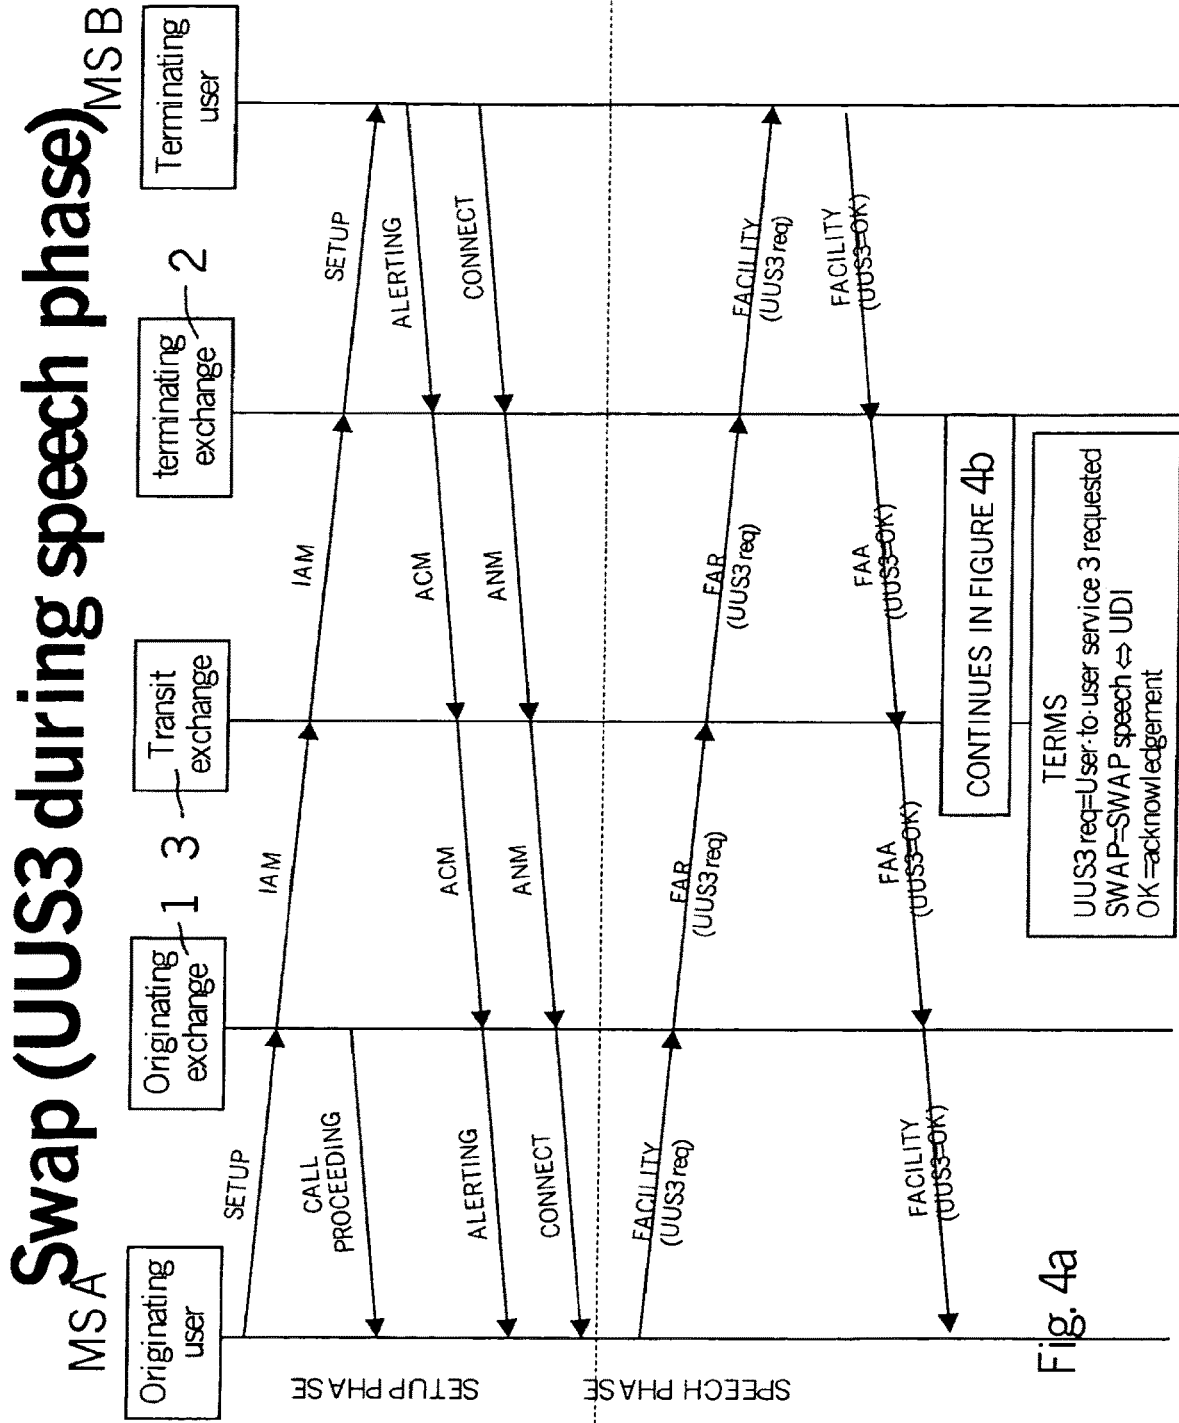 Swap (UUS3 during speech phase)
MS A
MS B
Originating
user
Originating
exchange
1
3
Transit
exchange
terminating
exchange
2
Terminating
user
SETUP PHASE
SETUP
IAM
IAM
SETUP
CALL
PROCEEDING
ALERTING
ACM
ACM
ALERTING
CONNECT
ANM
ANM
CONNECT
SPEECH PHASE
FACILITY
(UUS3 req)
FAR
(UUS3 req)
FAR
(UUS3 req)
FACILITY
(UUS3 req)
FACILITY
(UUS3=OK)
FAA
(UUS3=OK)
FAA
(UUS3=OK)
FACILITY
(UUS3=OK)
CONTINUES IN FIGURE 4b
TERMS
UUS3 req=User-to-user service 3 requested
SWAP=SWAP speech ⇔ UDI
OK=acknowledgement
Fig. 4a